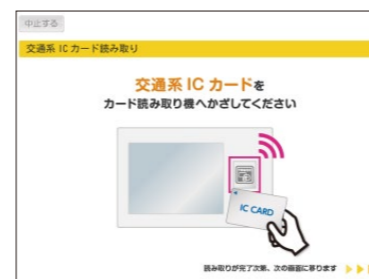 中止する
交通系 IC カード読み取り
交通系 IC カードを
カード読み取り機へかざしてください
IC CARD
読み取りが完了次第、次の画面に移ります